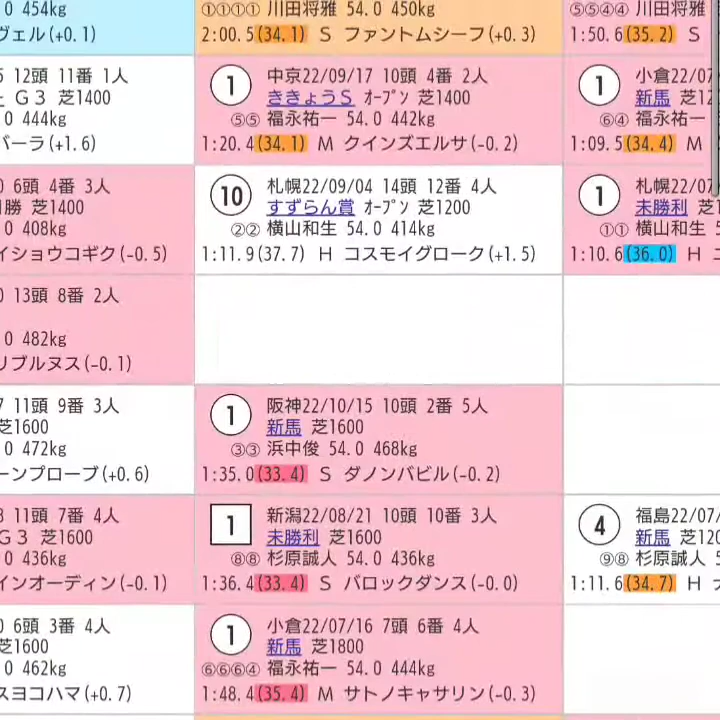 0 454kg
ヴェル(+0.1)
①①①① 川田将雅 54.0 450kg
2:00.5(34.1) S ファントムシーフ(+0.3)
⑤⑤④④ 川田将雅
1:50.6(35.2) S
12頭 11番 1人
G3 芝1400
0 444kg
バーラ(+1.6)
1 中京22/09/17 10頭 4番 2人
ききょうS オープン 芝1400
⑤⑤ 福永祐一 54.0 442kg
1:20.4(34.1) M クインズエルサ(-0.2)
1 小倉22/07
新馬 芝12
⑥④ 福永祐一
1:09.5(34.4) M
6頭 4番 3人
勝 芝1400
0 408kg
イショウコギク(-0.5)
10 札幌22/09/04 14頭 12番 4人
すずらん賞 オープン 芝1200
②② 横山和生 54.0 414kg
1:11.9(37.7) H コスモイグローク(+1.5)
1 札幌22/07
未勝利 芝1
①① 横山和生 5
1:10.6(36.0) H
13頭 8番 2人
0 482kg
リブルヌス(-0.1)
11頭 9番 3人
芝1600
0 472kg
ーンプローブ(+0.6)
1 阪神22/10/15 10頭 2番 5人
新馬 芝1600
③③ 浜中俊 54.0 468kg
1:35.0(33.4) S ダノンバビル(-0.2)
11頭 7番 4人
G3 芝1600
0 436kg
インオーディン(-0.1)
1 新潟22/08/21 10頭 10番 3人
未勝利 芝1600
⑧⑧ 杉原誠人 54.0 436kg
1:36.4(33.4) S バロックダンス(-0.0)
4 福島22/07/
新馬 芝120
⑨⑧ 杉原誠人 5
1:11.6(34.7) H
0 6頭 3番 4人
芝1600
0 462kg
スヨコハマ(+0.7)
1 小倉22/07/16 7頭 6番 4人
新馬 芝1800
⑥⑥⑥④ 福永祐一 54.0 444kg
1:48.4(35.4) M サトノキャサリン(-0.3)